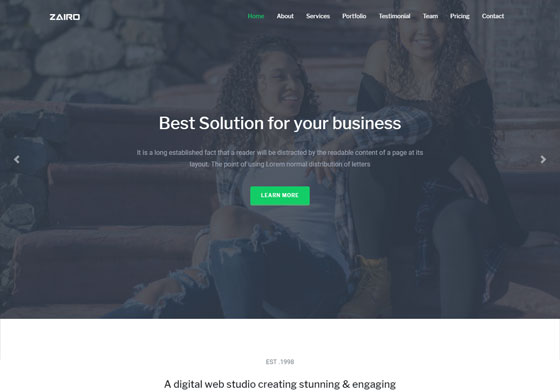 ZAIRO
Home About Services Portfolio Testimonial Team Pricing Contact
Best Solution for your business
It is a long established fact that a reader will be distracted by the readable content of a page at its
layout. The point of using Lorem normal distribution of letters
LEARN MORE
EST .1998
A digital web studio creating stunning & engaging